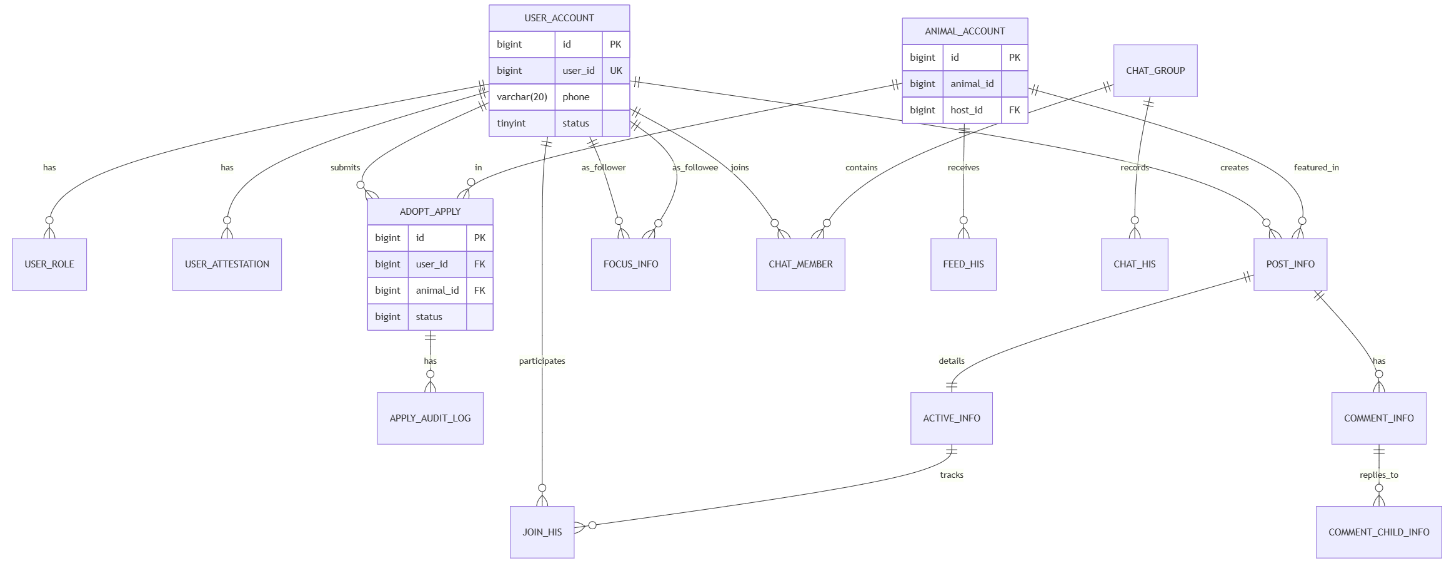 USER_ACCOUNT
bigint id PK
bigint user_id UK
varchar(20) phone
tinyint status
ANIMAL_ACCOUNT
bigint id PK
bigint animal_id
bigint host_id FK
CHAT_GROUP
has
has
submits
in
as_follower
as_followee
joins
contains
receives
records
creates
featured_in
USER_ROLE
USER_ATTESTATION
ADOPT_APPLY
bigint id PK
bigint user_id FK
bigint animal_id FK
bigint status
FOCUS_INFO
CHAT_MEMBER
FEED_HIS
CHAT_HIS
POST_INFO
has
participates
details
has
APPLY_AUDIT_LOG
ACTIVE_INFO
COMMENT_INFO
tracks
replies_to
JOIN_HIS
COMMENT_CHILD_INFO